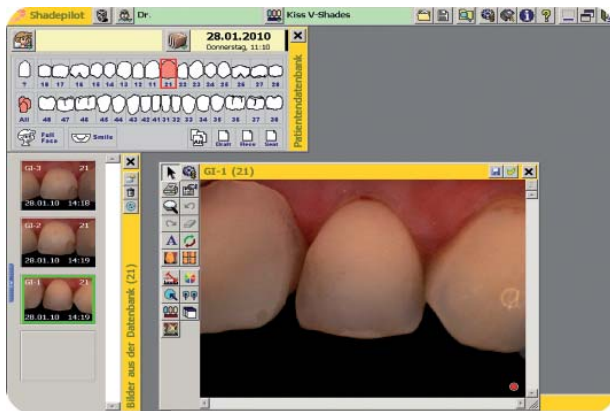 Shadepilot Dr. Kiss V-Shades
28.01.2010
Donnerstag, 11:10
Patientendatenbank
? 18 17 16 15 14 13 12 11 21 22 23 24 25 26 27 28
All 48 47 46 45 44 43 42 41 31 32 33 34 35 36 37 38
Full Face
Smile
All
Draft
Sent
GI-3 21
28.01.10 14:18
GI-2 21
28.01.10 14:19
GI-1 21
28.01.10 14:19
Bilder aus der Datenbank (21)
GI-1 (21)
A